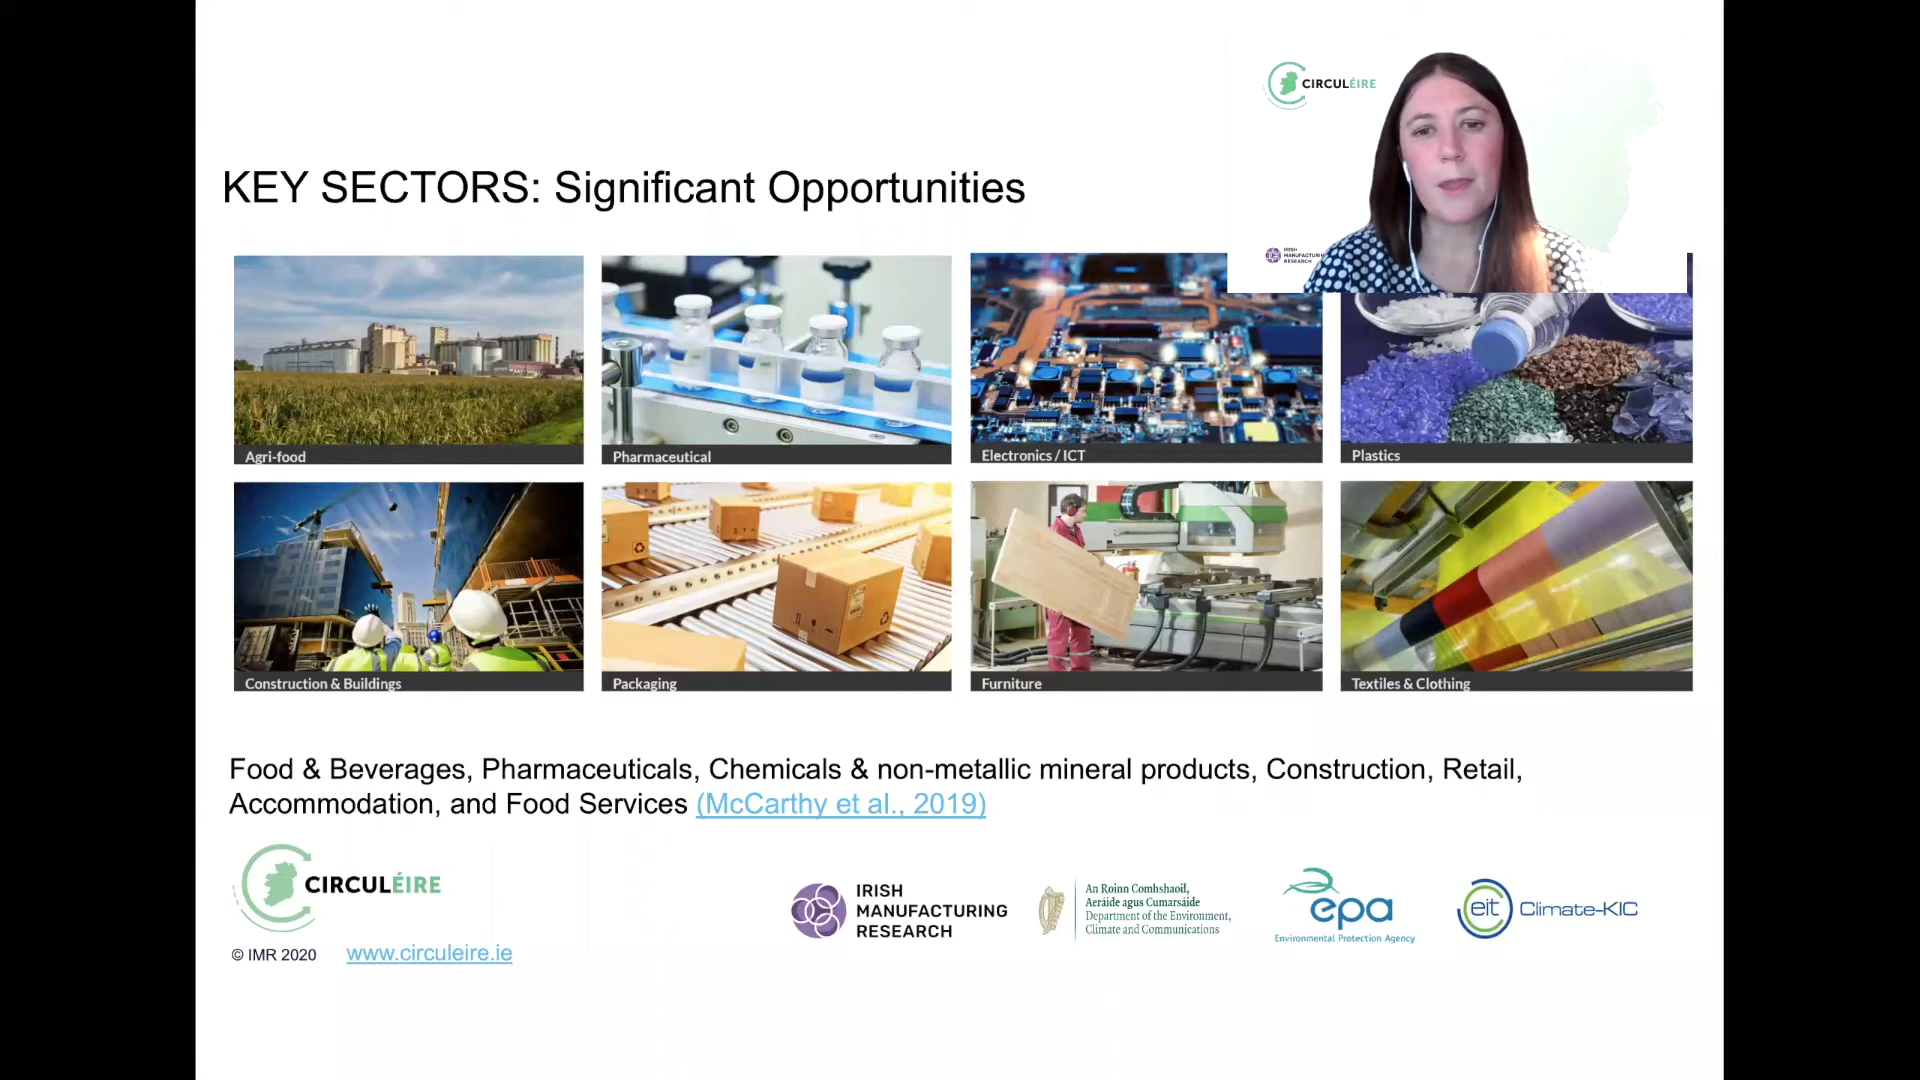 CIRCULÉIRE
KEY SECTORS: Significant Opportunities
IRISH
MANUFACTURIN
RESEARCH
Agri-food
Pharmaceutical
Electronics / ICT
Plastics
Construction & Buildings
Packaging
Furniture
Textiles & Clothing
Food & Beverages, Pharmaceuticals, Chemicals & non-metallic mineral products, Construction, Retail,
Accommodation, and Food Services (McCarthy et al., 2019)
CIRCULÉIRE
© IMR 2020
www.circuleire.ie
IRISH
MANUFACTURING
RESEARCH
An Roinn Comhshaoil,
Aeráide agus Cumarsáide
Department of the Environment,
Climate and Communications
epa
Environmental Protection Agency
eit Climate-KIC